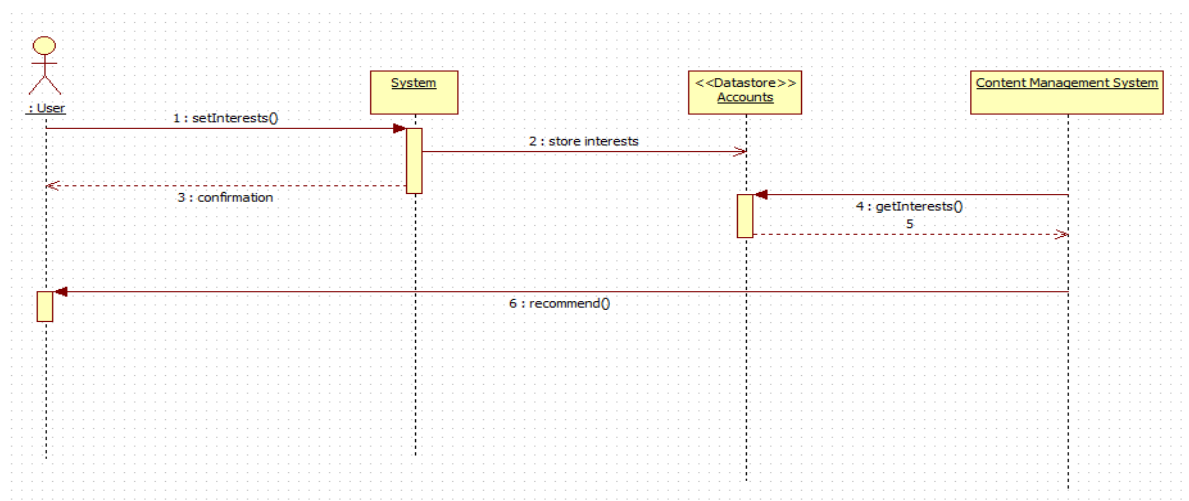 : User
System
<<Datastore>>
Accounts
Content Management System
1 : setInterests()
2 : store interests
3 : confirmation
4 : getInterests()
5
6 : recommend()